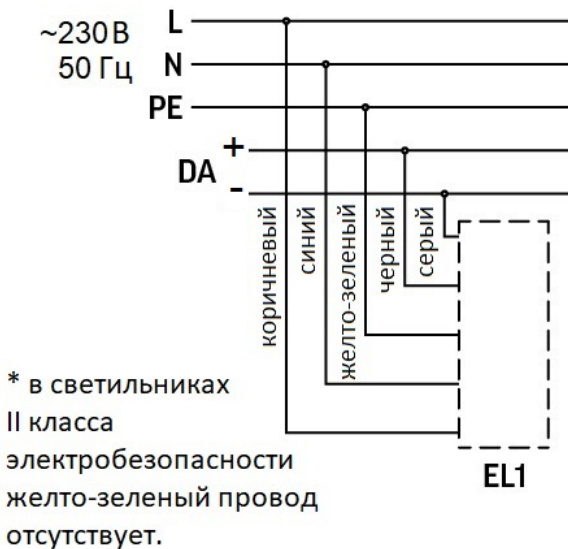 ~230 В
50 Гц
L
N
PE
DA
+
-
коричневый
синий
желто-зеленый
черный
серый
EL1
* в светильниках
II класса
электробезопасности
желто-зеленый провод
отсутствует.